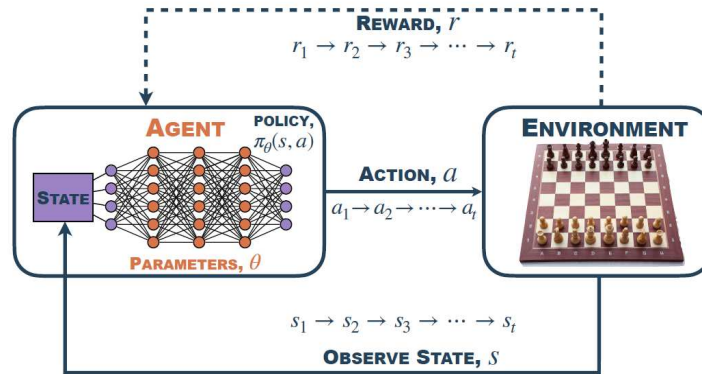 REWARD, r
r₁ → r₂ → r₃ → ⋯ → rₜ
AGENT
POLICY,
πθ(s, a)
STATE
PARAMETERS, θ
ACTION, a
a₁→a₂→⋯→aₜ
ENVIRONMENT
s₁ → s₂ → s₃ → ⋯ → sₜ
OBSERVE STATE, s